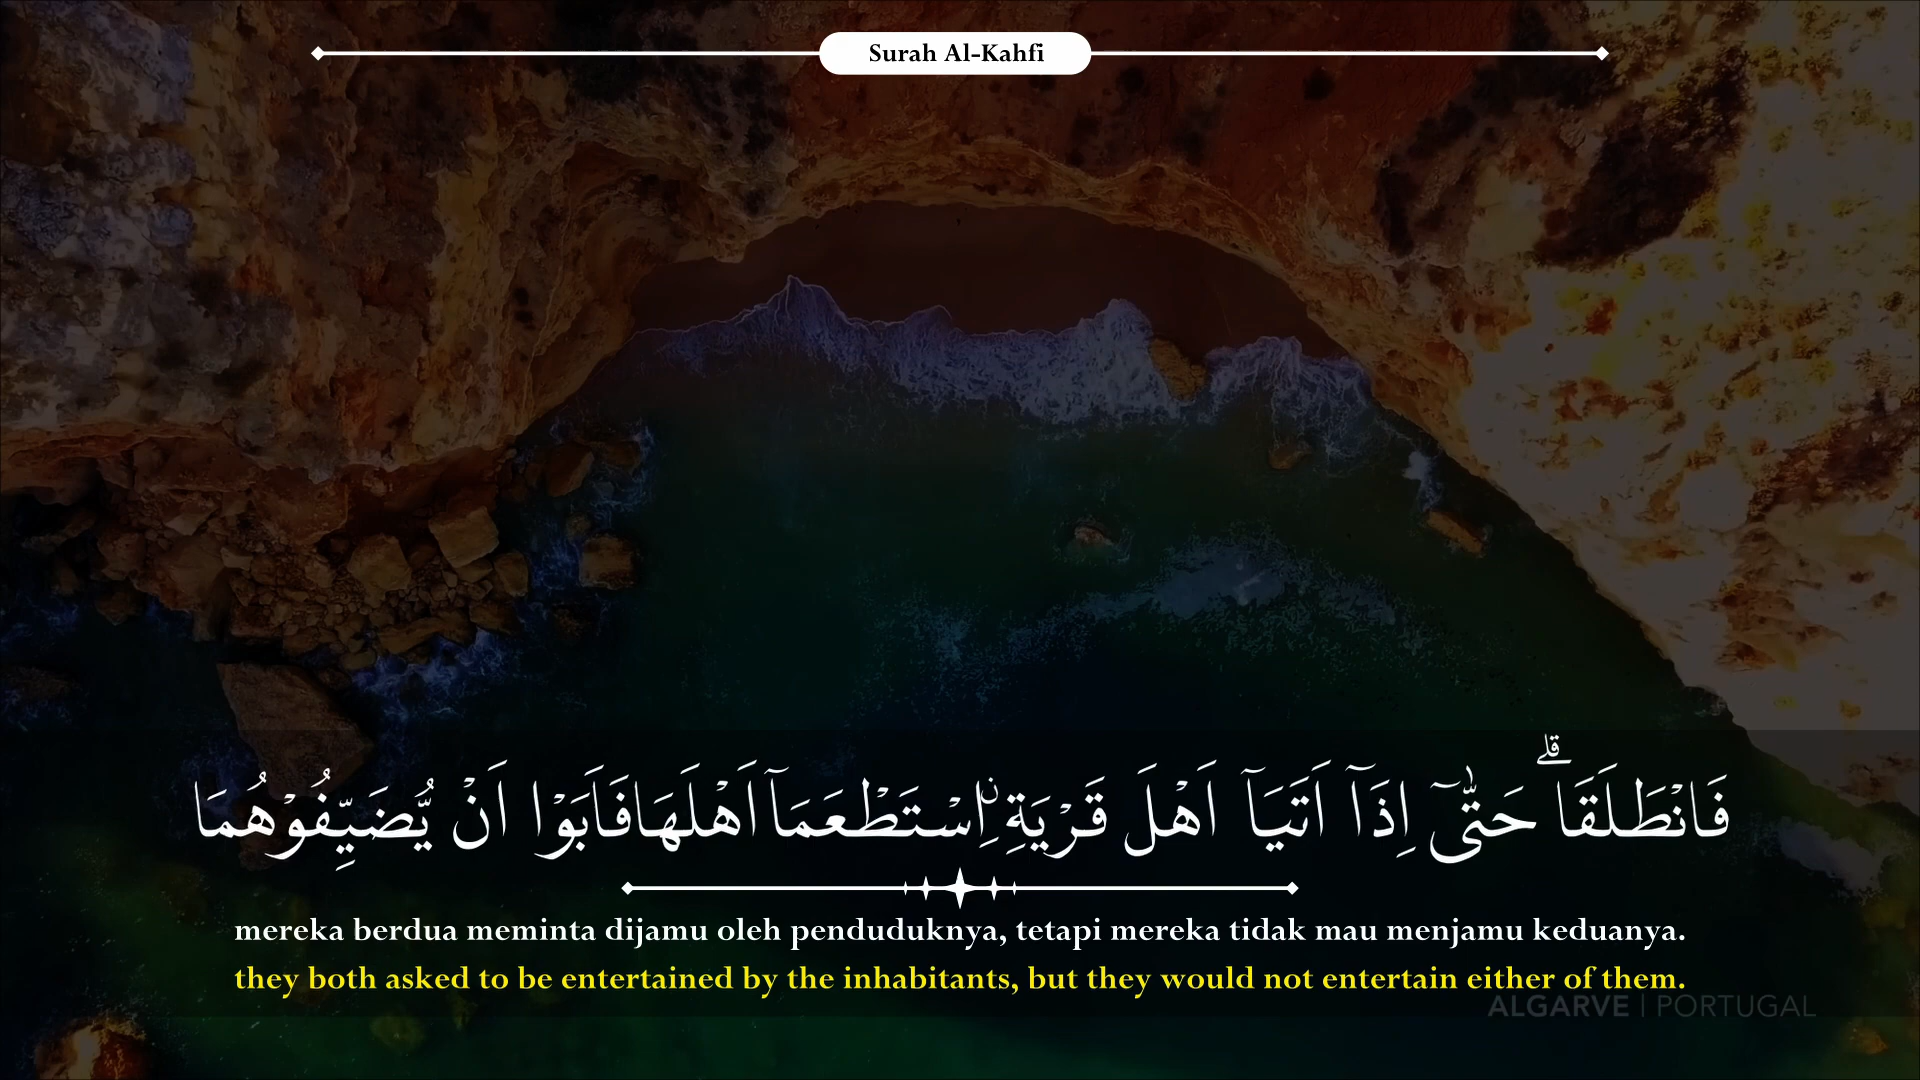 Surah Al-Kahfi
فَانْطَلَقَا ۗ حَتّٰىٓ اِذَآ اَتَيَآ اَهْلَ قَرْيَةِ ِۨاسْتَطْعَمَآ اَهْلَهَا فَاَبَوْا اَنْ يُّضَيِّفُوْهُمَا
mereka berdua meminta dijamu oleh penduduknya, tetapi mereka tidak mau menjamu keduanya.
they both asked to be entertained by the inhabitants, but they would not entertain either of them.
ALGARVE | PORTUGAL